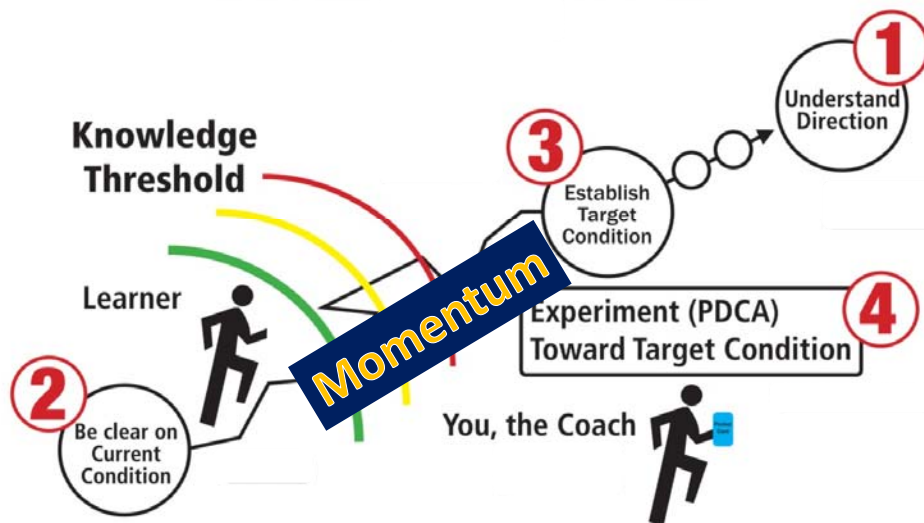 1
Understand
Direction
Knowledge
Threshold
3
Establish
Target
Condition
Learner
Momentum
Experiment (PDCA)
Toward Target Condition
4
2
Be clear on
Current
Condition
You, the Coach